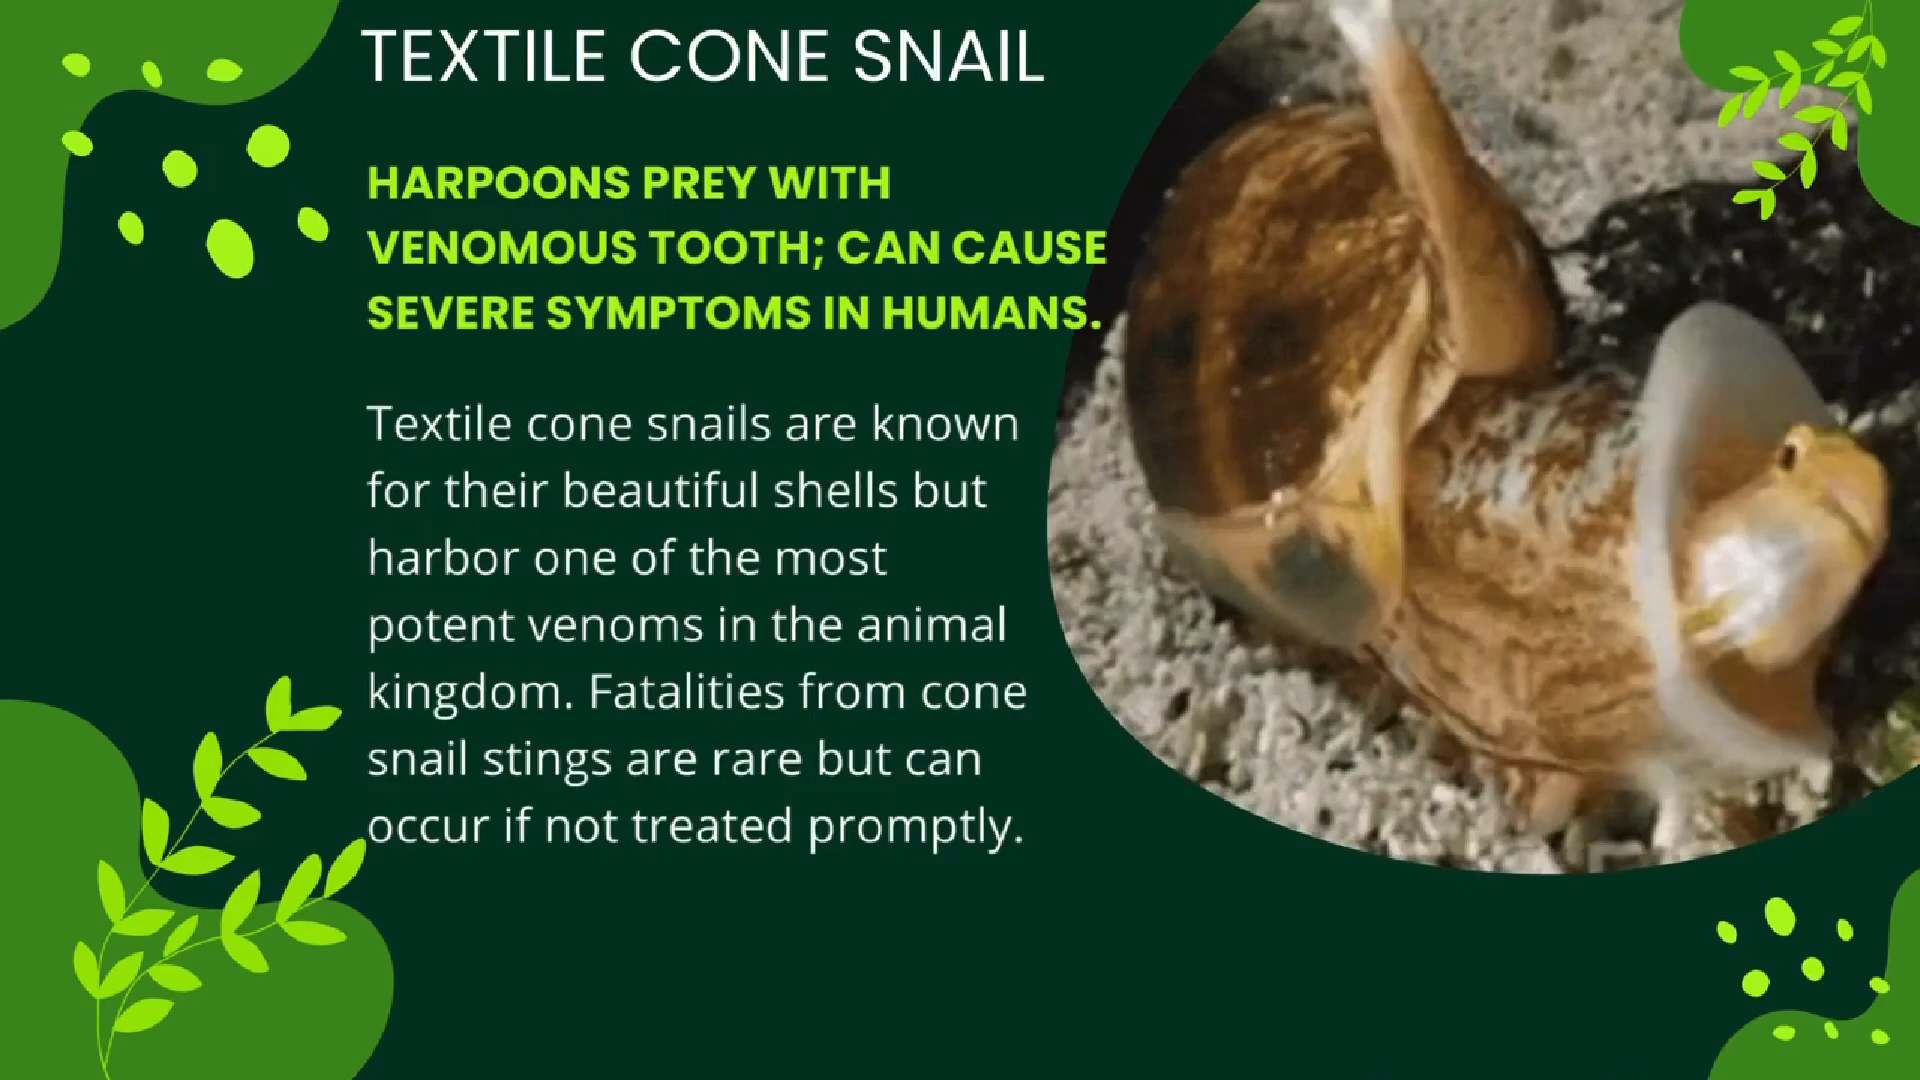 TEXTILE CONE SNAIL
HARPOONS PREY WITH
VENOMOUS TOOTH; CAN CAUSE
SEVERE SYMPTOMS IN HUMANS.
Textile cone snails are known
for their beautiful shells but
harbor one of the most
potent venoms in the animal
kingdom. Fatalities from cone
snail stings are rare but can
occur if not treated promptly.